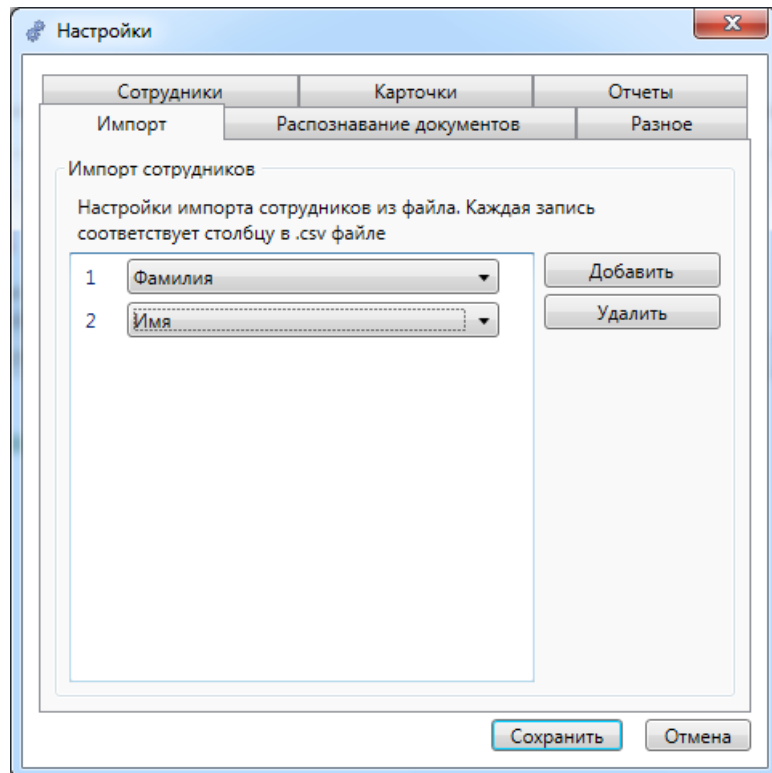 Настройки
Сотрудники Карточки Отчеты
Импорт Распознавание документов Разное
Импорт сотрудников
Настройки импорта сотрудников из файла. Каждая запись
соответствует столбцу в .csv файле
1 Фамилия Добавить
2 Имя Удалить
Сохранить Отмена